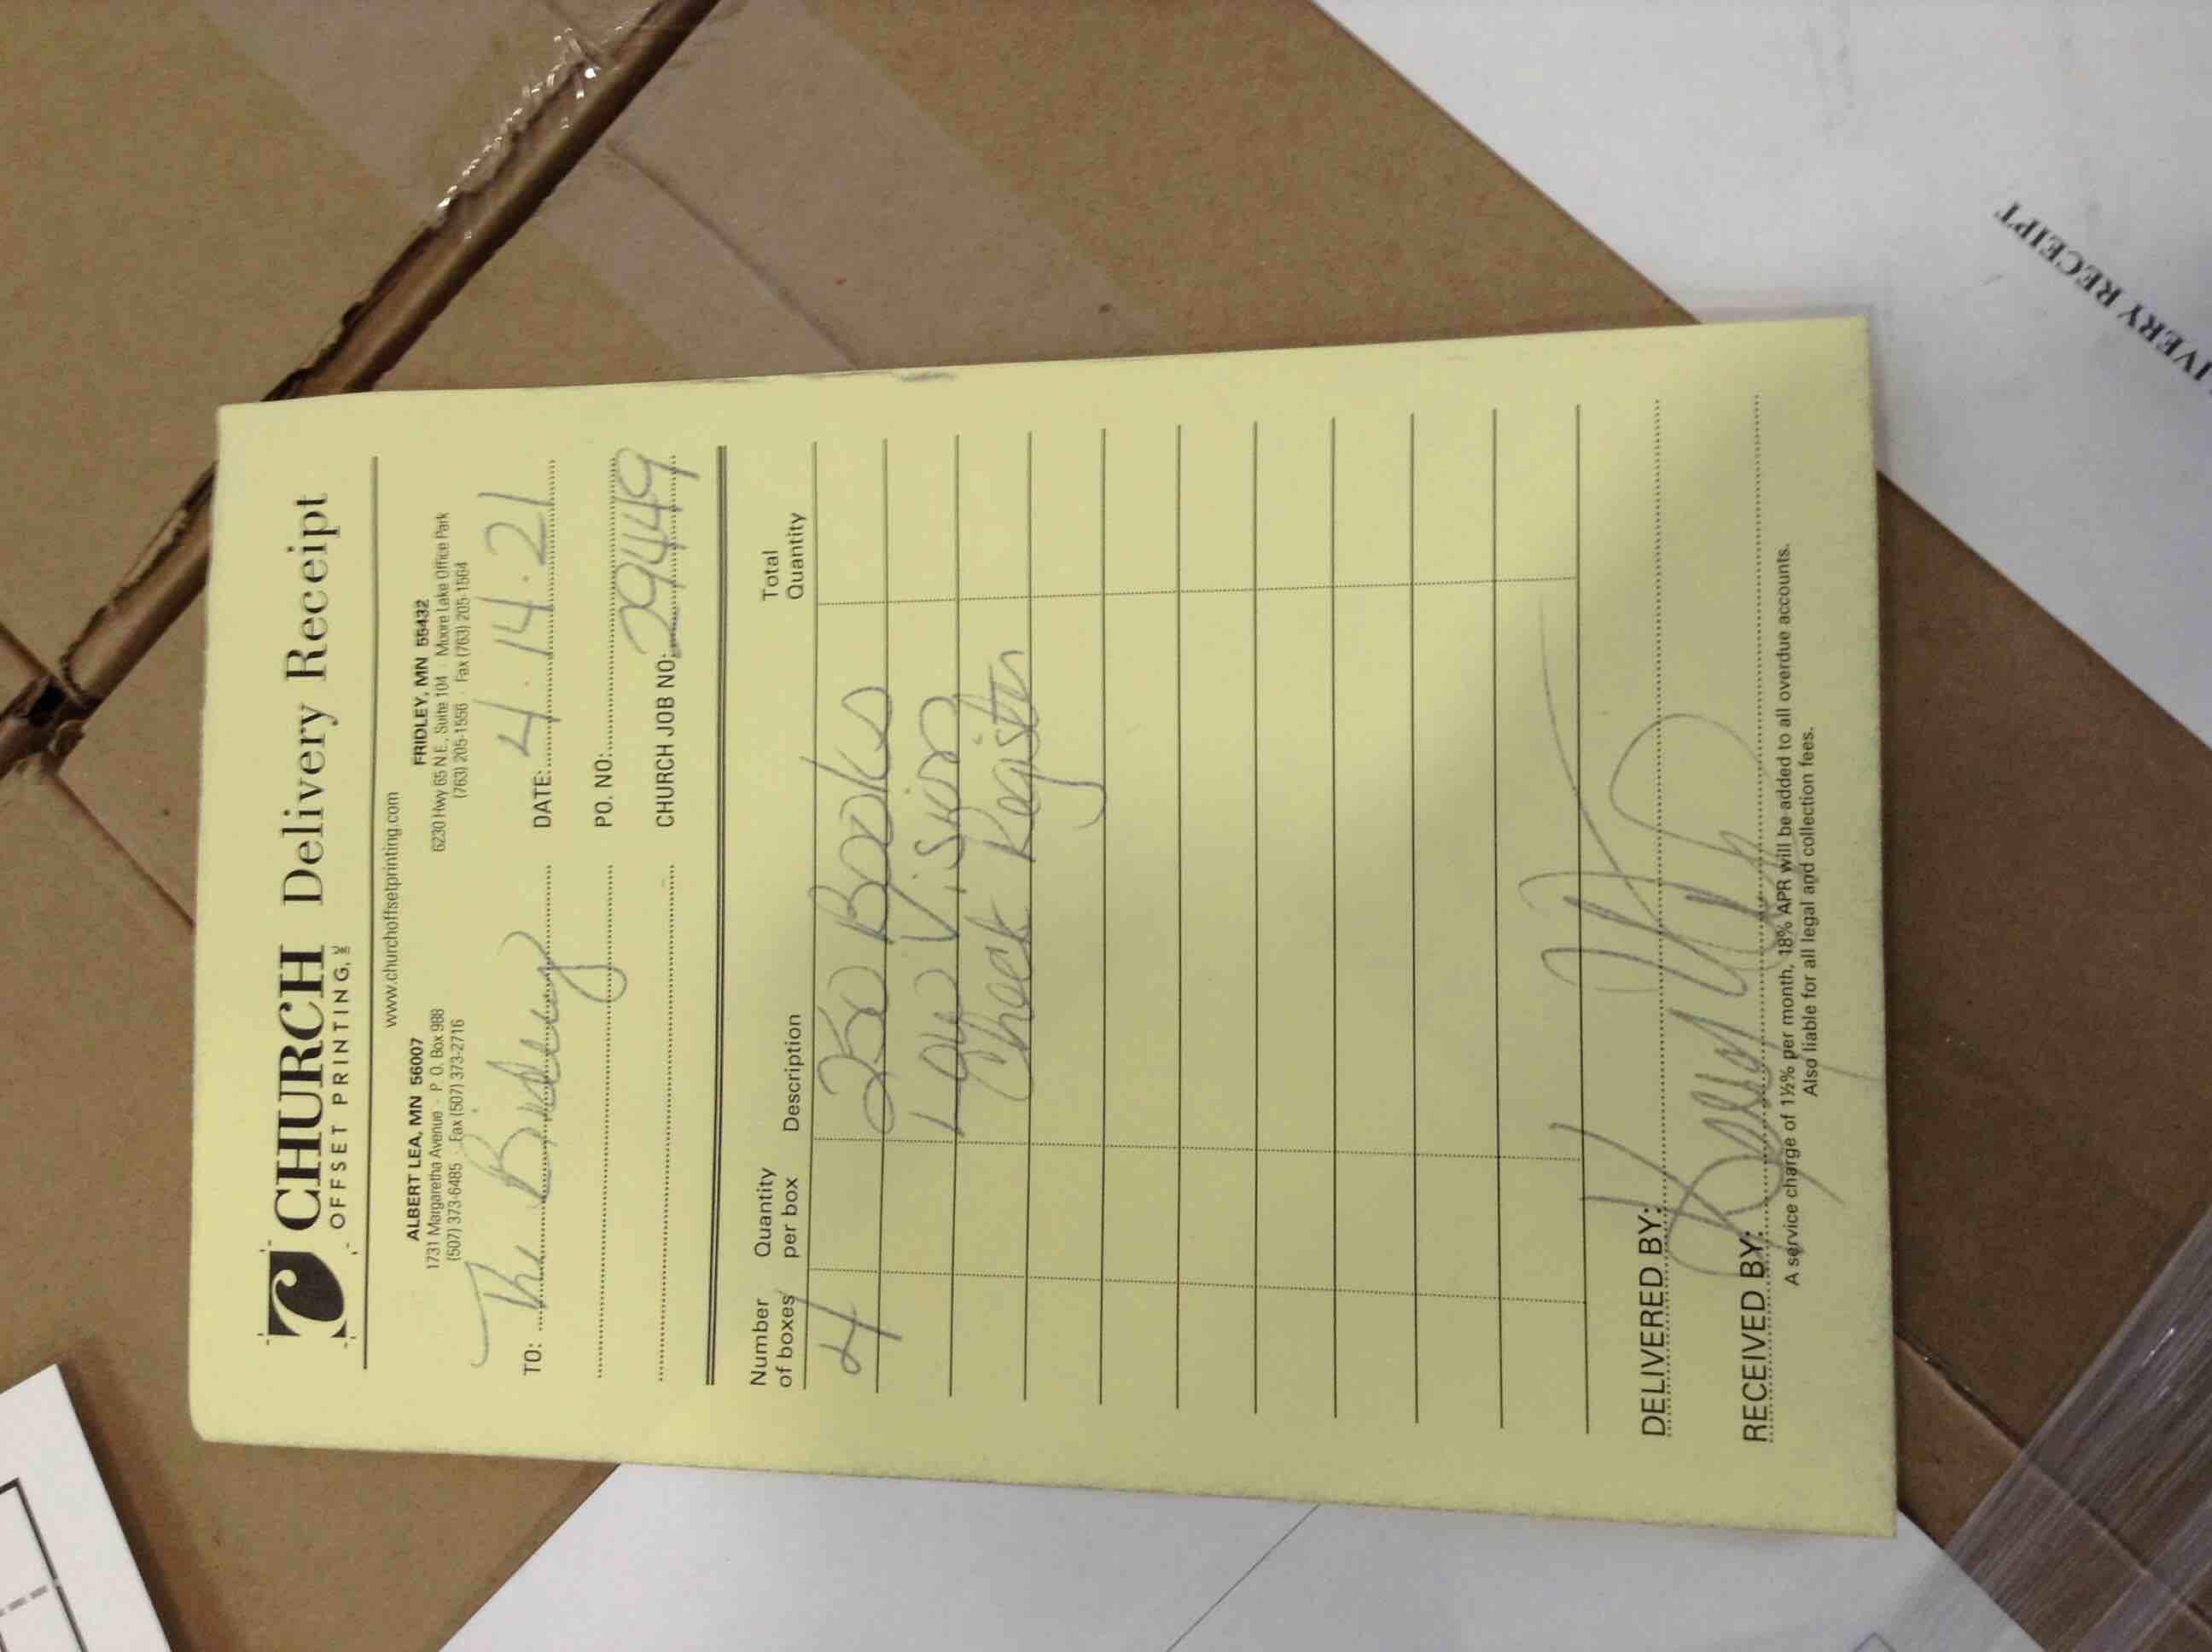 CHURCH Delivery Receipt
OFFSET PRINTING, INC.
www.churchoffsetprinting.com
ALBERT LEA, MN 56007
1731 Margaretha Avenue · P. O. Box 988
(507) 373-6485 · Fax (507) 373-2716
FRIDLEY, MN 55432
6230 Hwy 65 N.E., Suite 104 · Moore Lake Office Park
(763) 205-1556 · Fax (763) 205-1564
TO: The
DATE: 4.14.21
PO. NO:
CHURCH JOB NO: 29449
Number of boxes
Quantity per box
Description
Total Quantity
4 250 Books
Low Vision
Check Register
DELIVERED BY:
RECEIVED BY:
A service charge of 1½% per month, 18% APR will be added to all overdue accounts.
Also liable for all legal and collection fees.
IVERY RECEIPT